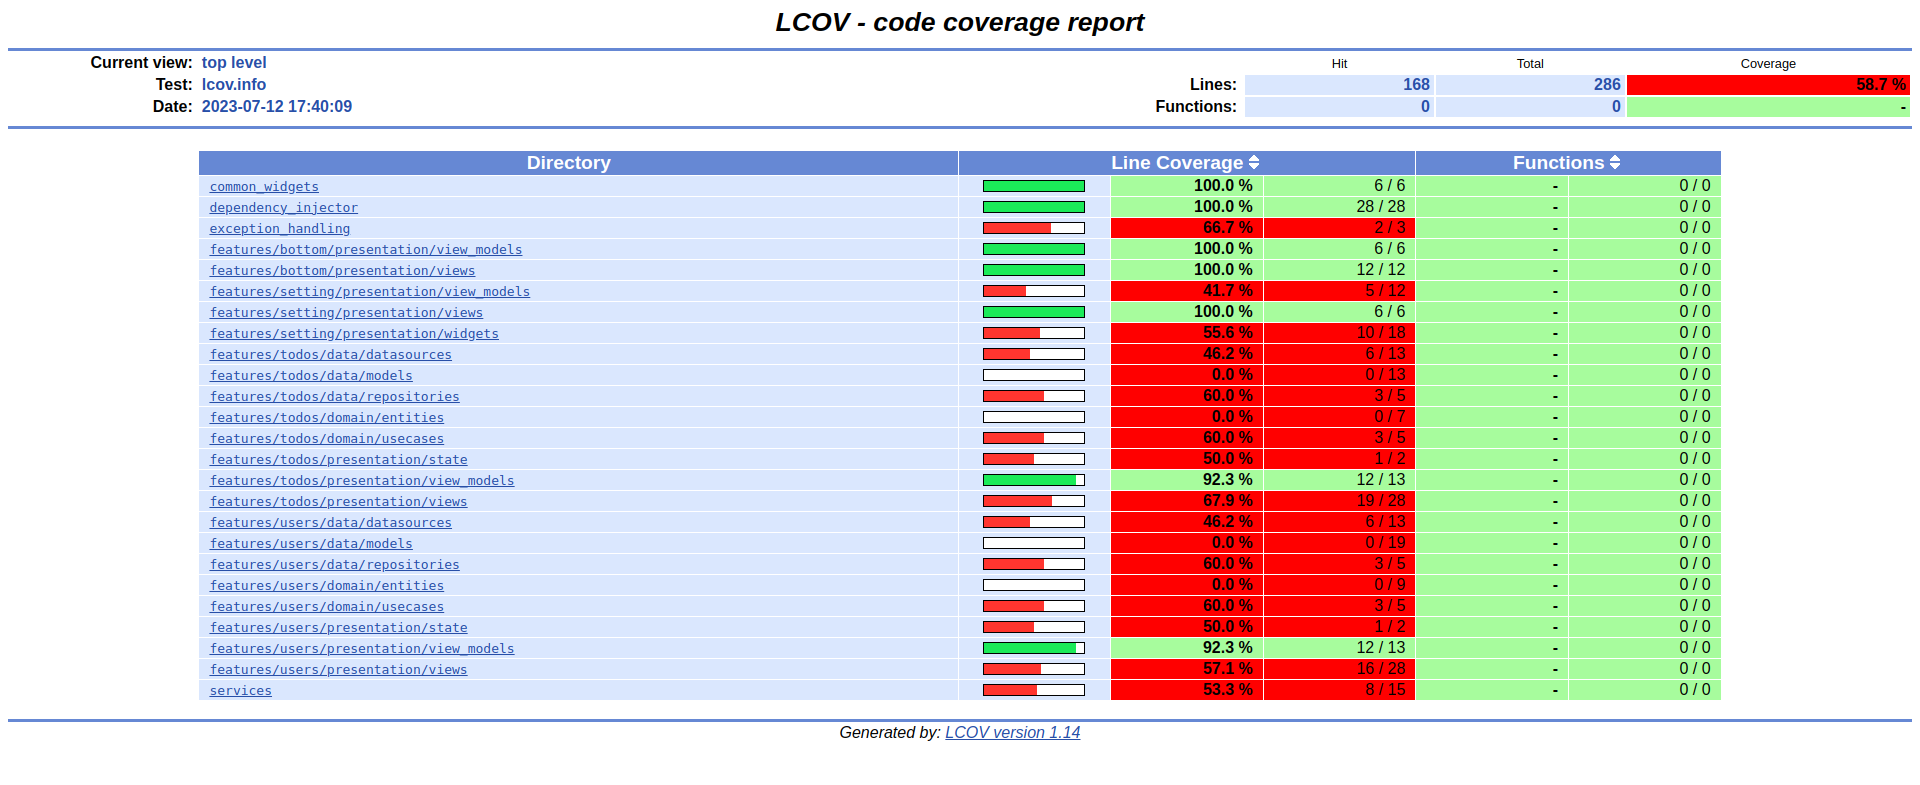 LCOV - code coverage report
Current view: top level Hit Total Coverage
Test: lcov.info Lines: 168 286 58.7 %
Date: 2023-07-12 17:40:09 Functions: 0 0 -
Directory Line Coverage Functions
common_widgets 100.0 % 6 / 6 - 0 / 0
dependency_injector 100.0 % 28 / 28 - 0 / 0
exception_handling 66.7 % 2 / 3 - 0 / 0
features/bottom/presentation/view_models 100.0 % 6 / 6 - 0 / 0
features/bottom/presentation/views 100.0 % 12 / 12 - 0 / 0
features/setting/presentation/view_models 41.7 % 5 / 12 - 0 / 0
features/setting/presentation/views 100.0 % 6 / 6 - 0 / 0
features/setting/presentation/widgets 55.6 % 10 / 18 - 0 / 0
features/todos/data/datasources 46.2 % 6 / 13 - 0 / 0
features/todos/data/models 0.0 % 0 / 13 - 0 / 0
features/todos/data/repositories 60.0 % 3 / 5 - 0 / 0
features/todos/domain/entities 0.0 % 0 / 7 - 0 / 0
features/todos/domain/usecases 60.0 % 3 / 5 - 0 / 0
features/todos/presentation/state 50.0 % 1 / 2 - 0 / 0
features/todos/presentation/view_models 92.3 % 12 / 13 - 0 / 0
features/todos/presentation/views 67.9 % 19 / 28 - 0 / 0
features/users/data/datasources 46.2 % 6 / 13 - 0 / 0
features/users/data/models 0.0 % 0 / 19 - 0 / 0
features/users/data/repositories 60.0 % 3 / 5 - 0 / 0
features/users/domain/entities 0.0 % 0 / 9 - 0 / 0
features/users/domain/usecases 60.0 % 3 / 5 - 0 / 0
features/users/presentation/state 50.0 % 1 / 2 - 0 / 0
features/users/presentation/view_models 92.3 % 12 / 13 - 0 / 0
features/users/presentation/views 57.1 % 16 / 28 - 0 / 0
services 53.3 % 8 / 15 - 0 / 0
Generated by: LCOV version 1.14